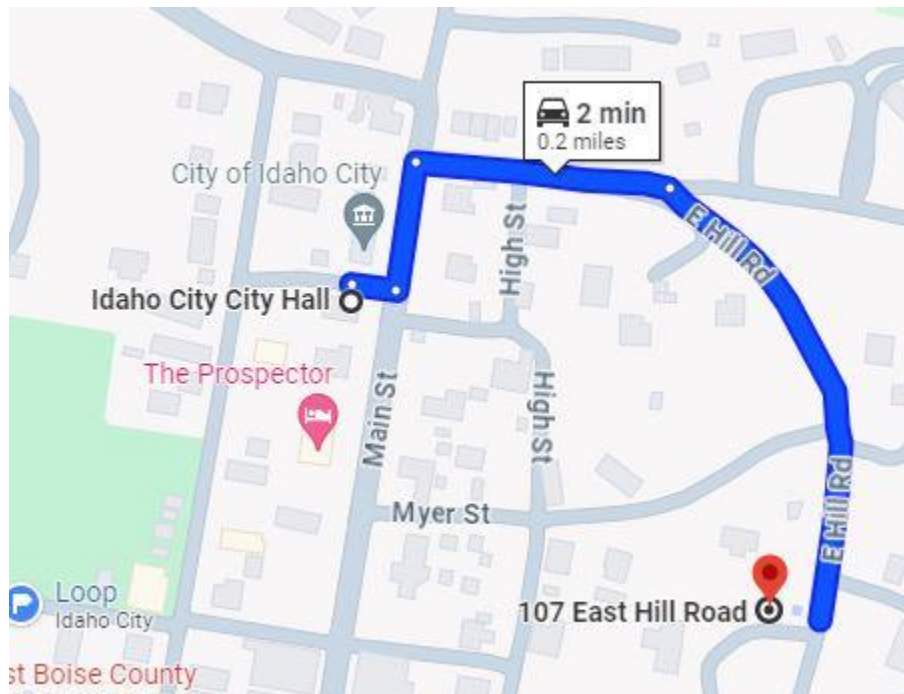 2 min
0.2 miles
City of Idaho City
E Hill Rd
High St
Idaho City City Hall
The Prospector
Main St
High St
E Hill Rd
Myer St
Loop
Idaho City
107 East Hill Road
st Boise County